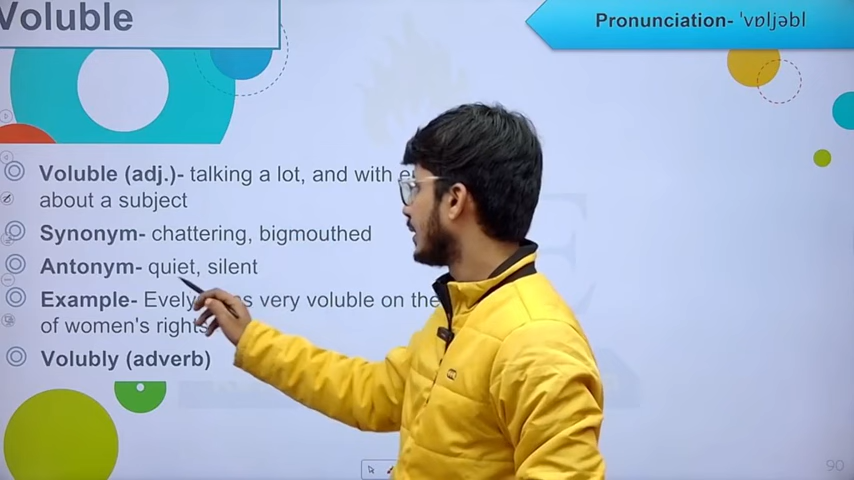 Voluble
Pronunciation- 'vɒljəbl
Voluble (adj.)- talking a lot, and with
about a subject
Synonym- chattering, bigmouthed
Antonym- quiet, silent
Example- very voluble on the
of women's rights
Volubly (adverb)
90